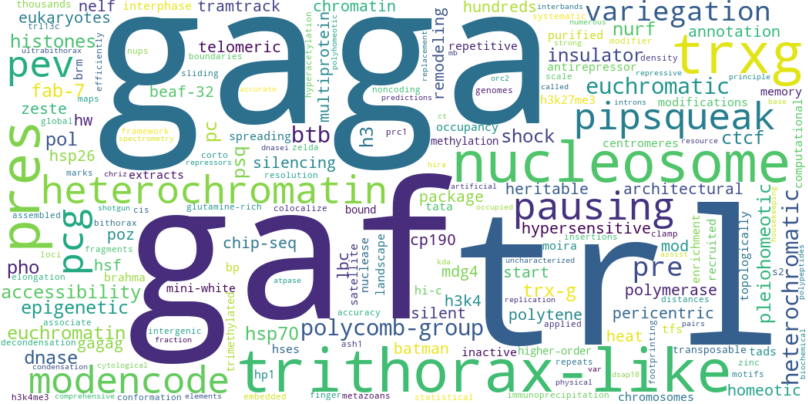 thousands
nelf
interphase
tramtrack
chromatin
hundreds
variegation
eukaryotes
trl13c
histones
telomeric
ultrabithorax
boundaries
hyperacetylation
polyhomeotic
multiprotein
replacement
remodeling
nurf
annotation
interbands
systematic
numerous
modifier
purified
strong
insulator
repetitive
density
antirepressor
trxg
pev
brm
efficiently
sliding
nups
accurate
noncoding
predictions
mb
orc2
genomes
scale
called
repressive
principle
memory
base
fab-7
beaf-32
gaga
euchromatic
h3k27me3
zeste
maps
global
hw
framework
spectrometry
pc
psq
btb
h3
prc1
occupancy
modifications
introns
resource
computational
pres
pol
hsp26
corto
repressors
spreading
dnasei
zelda
silencing
resolution
shock
ct
methylation
pipsqueak
ctcf
centromeres
marks
chriz
extracts
hira
nucleosome
heterochromatin
artificial
heritable
architectural
assembled
shotgun
cis
glutamine-rich
colocalize
bound
package
tata
occupied
pausing
bithorax
poz
fragments
pcg
loci
chip-seq
lbc
satellite
nuclease
landscape
cp190
hypersensitive
clamp
moira
insertions
mod
assist
enrichment
recruited
pleiohomeotic
topologically
heterochromatic
housekeeping
polypeptides
biochemical
pho
elongation
hsf
brahma
bp
atpase
mini-white
gaf
trl
kda
uncharacterized
mdg4
start
pre
accessibility
epigenetic
associate
intergenic
fraction
trimethylated
hi-c
accuracy
h3k4
trx-g
replication
polymerase
distances
s2
euchromatin
hsp70
polycomb-group
silent
polytene
applied
pericentric
decondensation
gagag
hses
ash1
batman
heat
tfs
footprinting
pairs
transposable
tads
dnase
condensation
cytological
hp1
inactive
higher-order
repeats
var
physical
dsap18
motifs
zinc
modencode
trithorax-like
homeotic
h3k4me3
comprehensive
conformation
elements
embedded
finger
metazoans
statistical
immunoprecipitation
chromosomes